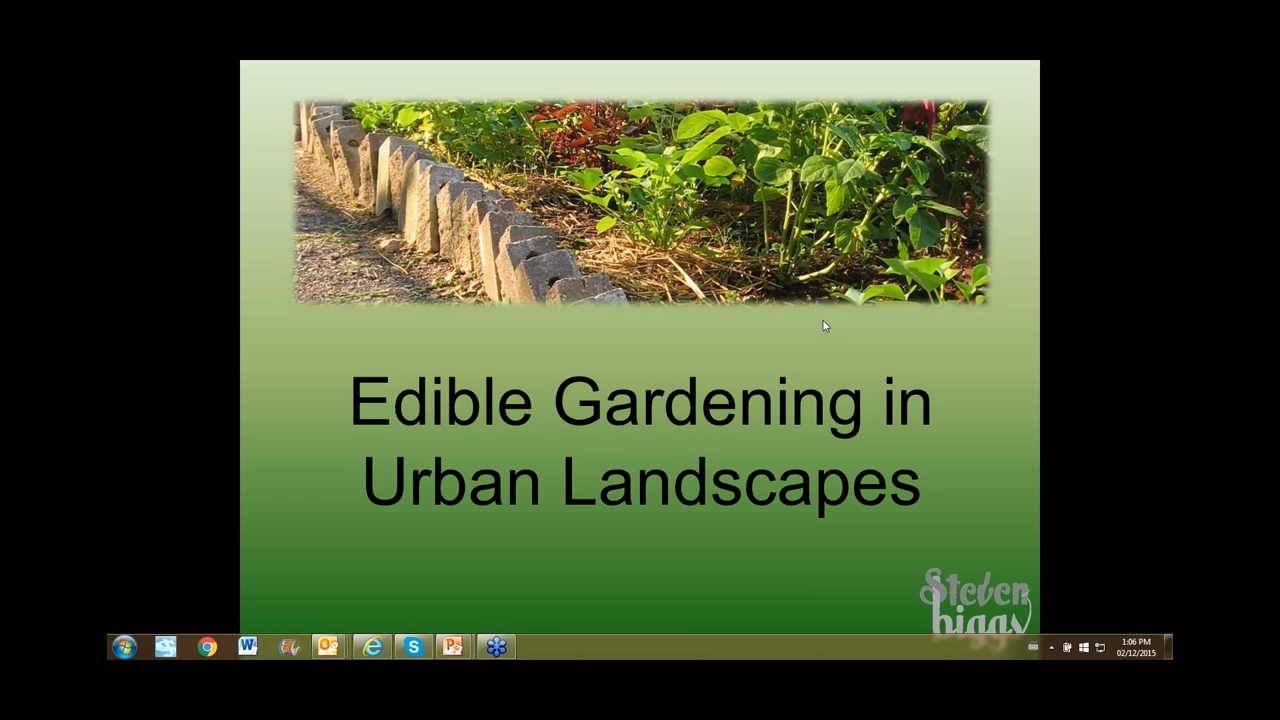 Edible Gardening in
Urban Landscapes
Steven
biggs
1:06 PM
02/12/2015